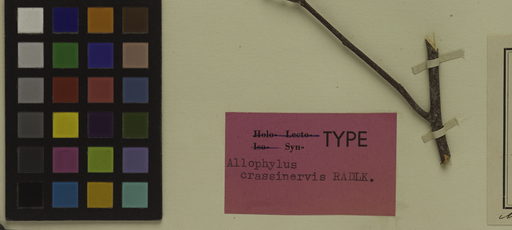 Holo- Lecto- TYPE
Iso- Syn-
Allophylus
crassinervis RADLK.